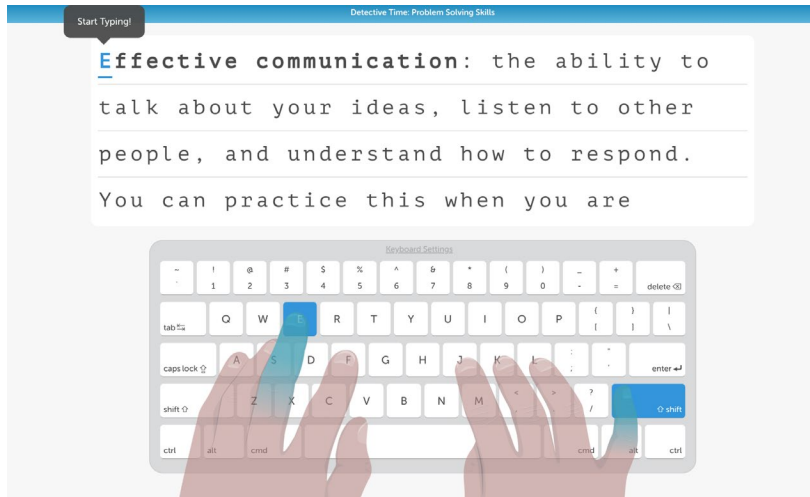 Detective Time: Problem Solving Skills
Start Typing!
Effective communication: the ability to
talk about your ideas, listen to other
people, and understand how to respond.
You can practice this when you are
Keyboard Settings
~ ! @ # $ % ^ & * ( ) _ +
` 1 2 3 4 5 6 7 8 9 0 - = delete
tab Q W E R T Y U I O P { [ } ] | \
caps lock A S D F G H J K L : ; " ' enter
shift Z X C V B N M < > ? / shift
ctrl alt cmd cmd alt ctrl